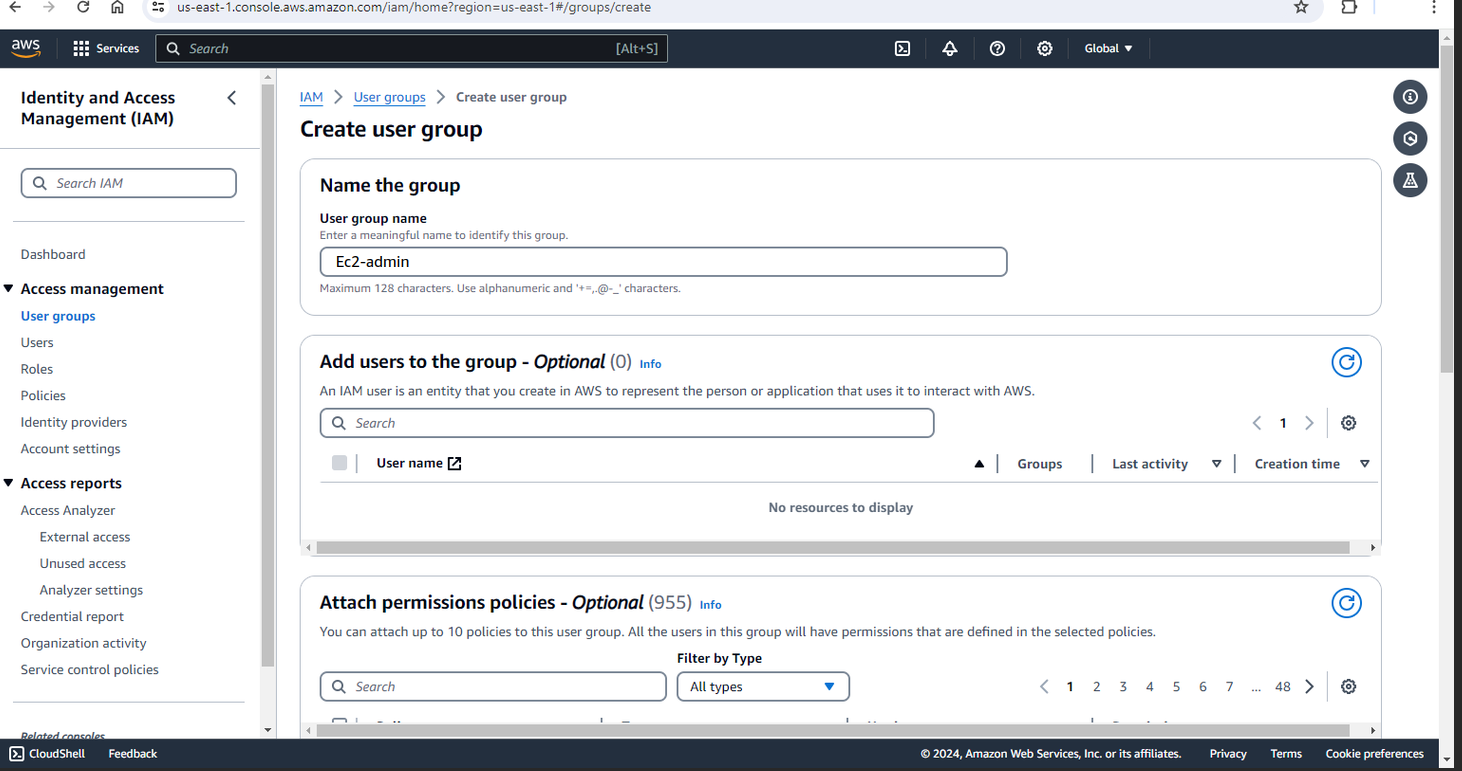 us-east-1.console.aws.amazon.com/iam/home?region=us-east-1#/groups/create
aws
Services
Search
[Alt+S]
Global
Identity and Access Management (IAM)
Search IAM
Dashboard
Access management
User groups
Users
Roles
Policies
Identity providers
Account settings
Access reports
Access Analyzer
External access
Unused access
Analyzer settings
Credential report
Organization activity
Service control policies
Related consoles
IAM > User groups > Create user group
Create user group
Name the group
User group name
Enter a meaningful name to identify this group.
Ec2-admin
Maximum 128 characters. Use alphanumeric and '+=,.@-_' characters.
Add users to the group - Optional (0) Info
An IAM user is an entity that you create in AWS to represent the person or application that uses it to interact with AWS.
Search
1
User name
Groups
Last activity
Creation time
No resources to display
Attach permissions policies - Optional (955) Info
You can attach up to 10 policies to this user group. All the users in this group will have permissions that are defined in the selected policies.
Filter by Type
Search
All types
1 2 3 4 5 6 7 ... 48
CloudShell
Feedback
© 2024, Amazon Web Services, Inc. or its affiliates.
Privacy
Terms
Cookie preferences